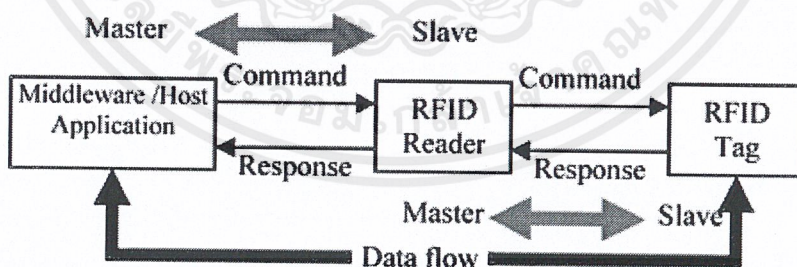 Master
Slave
Command
Command
Middleware /Host
Application
RFID
Reader
RFID
Tag
Response
Response
Master
Slave
Data flow